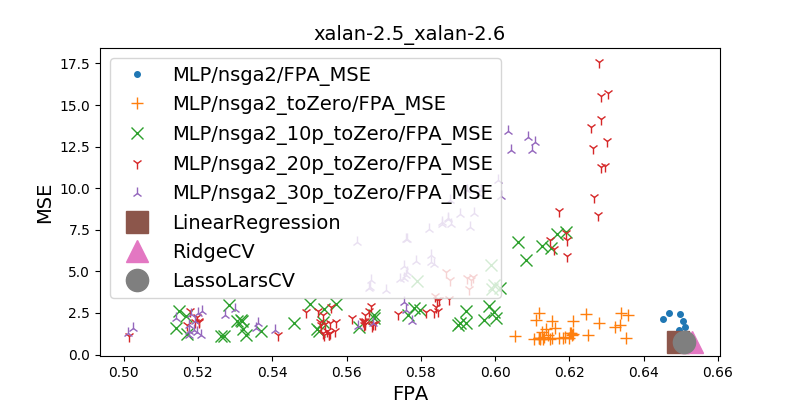 xalan-2.5_xalan-2.6
17.5
15.0
12.5
10.0
7.5
5.0
2.5
0.0
MSE
MLP/nsga2/FPA_MSE
MLP/nsga2_toZero/FPA_MSE
MLP/nsga2_10p_toZero/FPA_MSE
MLP/nsga2_20p_toZero/FPA_MSE
MLP/nsga2_30p_toZero/FPA_MSE
LinearRegression
RidgeCV
LassoLarsCV
0.50 0.52 0.54 0.56 0.58 0.60 0.62 0.64 0.66
FPA